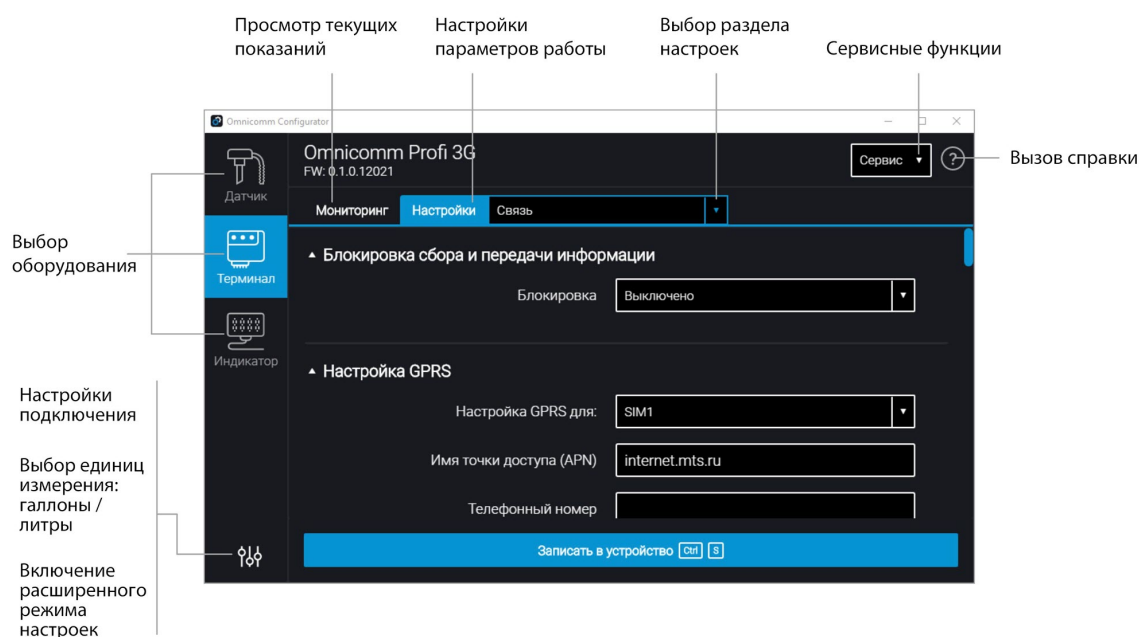 Просмотр текущих
показаний
Настройки
параметров работы
Выбор раздела
настроек
Сервисные функции
Omnicomm Configurator
Omnicomm Profi 3G
FW: 0.1.0.12021
Сервис
?
Вызов справки
Датчик
Мониторинг
Настройки
Связь
Выбор
оборудования
Терминал
Блокировка сбора и передачи информации
Блокировка
Выключено
Индикатор
Настройка GPRS
Настройка GPRS для:
SIM1
Имя точки доступа (APN)
internet.mts.ru
Телефонный номер
Записать в устройство Ctrl S
Настройки
подключения
Выбор единиц
измерения:
галлоны /
литры
Включение
расширенного
режима
настроек